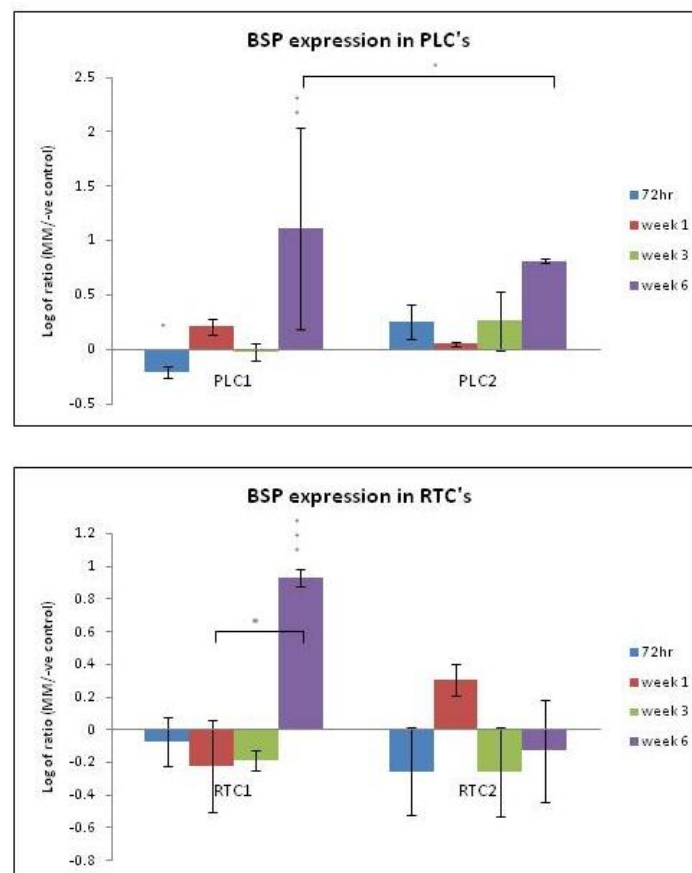 BSP expression in PLC's
Log of ratio (MM/-ve control)
2.5
2
1.5
1
0.5
0
-0.5
*
*
*
*
PLC1
PLC2
72hr
week 1
week 3
week 6
BSP expression in RTC's
Log of ratio (MM/-ve control)
1.2
1
0.8
0.6
0.4
0.2
0
-0.2
-0.4
-0.6
-0.8
*
*
*
*
RTC1
RTC2
72hr
week 1
week 3
week 6